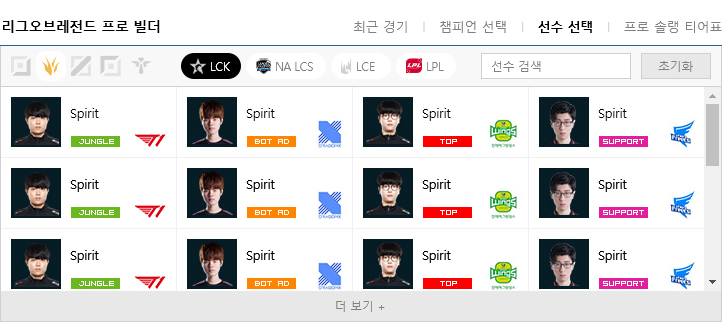 리그오브레전드 프로 빌더
최근 경기 | 챔피언 선택 | 선수 선택 | 프로 솔랭 티어표
LCK NA LCS LCE LPL LPL 선수 검색 초기화
Spirit Spirit Spirit Spirit
JUNGLE BOT AD TOP SUPPORT
Spirit Spirit Spirit Spirit
JUNGLE BOT AD TOP SUPPORT
Spirit Spirit Spirit Spirit
JUNGLE BOT AD TOP SUPPORT
더 보기 +